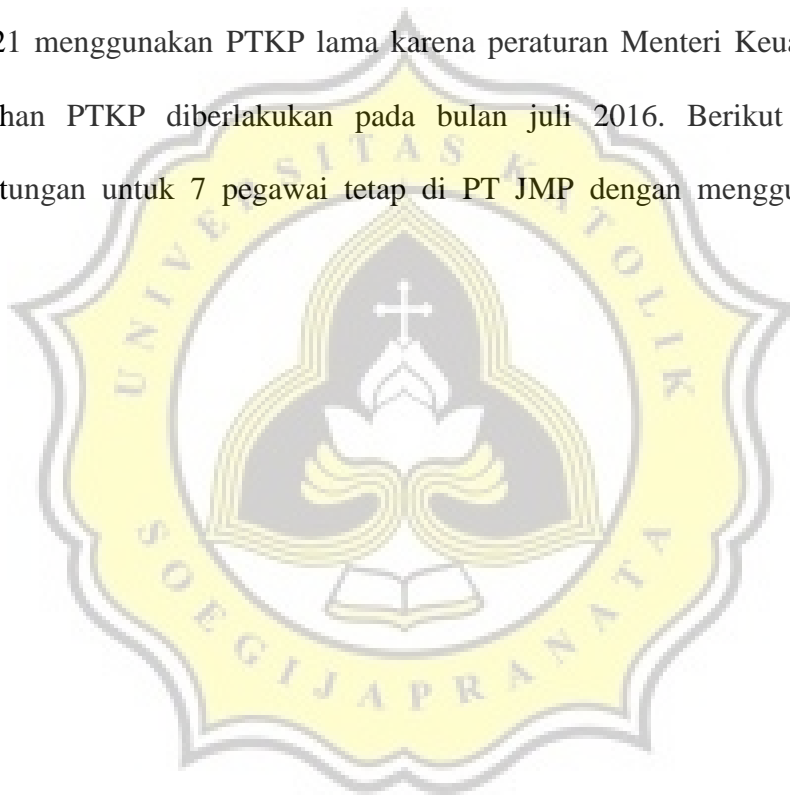 21 menggunakan PTKP lama karena peraturan Menteri Keua
han PTKP diberlakukan pada bulan juli 2016. Berikut
tungan untuk 7 pegawai tetap di PT JMP dengan menggu
UNIVERSITAS KATOLIK
SOEGIJAPRANATA